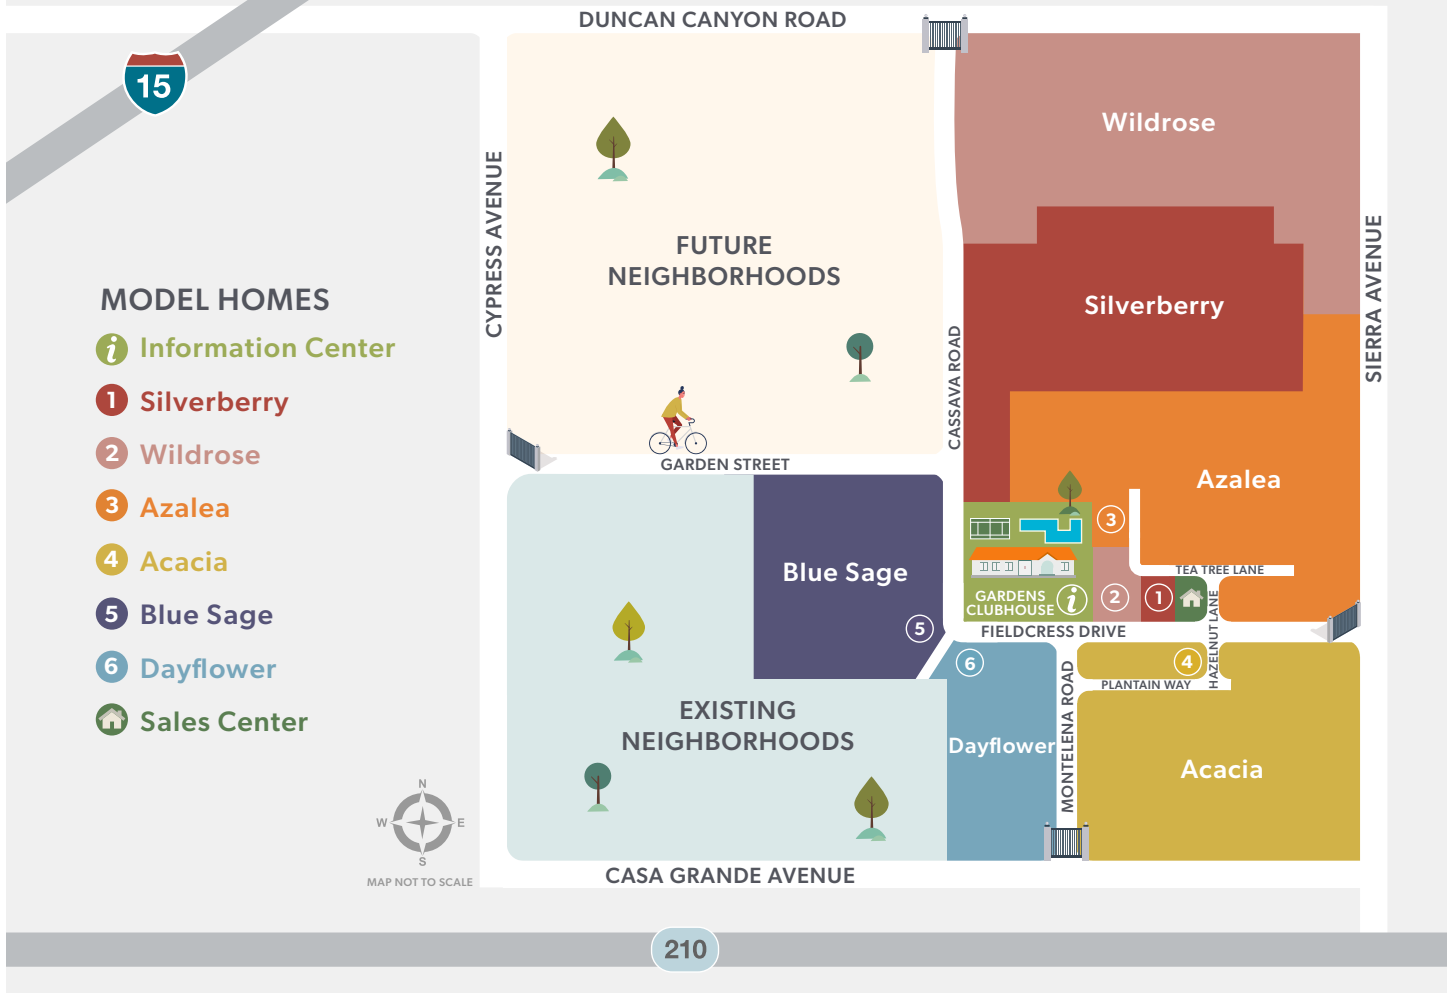 DUNCAN CANYON ROAD
15
CYPRESS AVENUE
Wildrose
FUTURE
NEIGHBORHOODS
Silverberry
SIERRA AVENUE
CASSAVA ROAD
MODEL HOMES
i Information Center
1 Silverberry
2 Wildrose
3 Azalea
4 Acacia
5 Blue Sage
6 Dayflower
Sales Center
GARDEN STREET
Azalea
3
Blue Sage
TEA TREE LANE
GARDENS
CLUBHOUSE
i
2
1
HAZELNUT LANE
5
FIELDCRESS DRIVE
6
4
PLANTAIN WAY
MONTELENA ROAD
EXISTING
NEIGHBORHOODS
Dayflower
Acacia
N
W E
S
MAP NOT TO SCALE
CASA GRANDE AVENUE
210